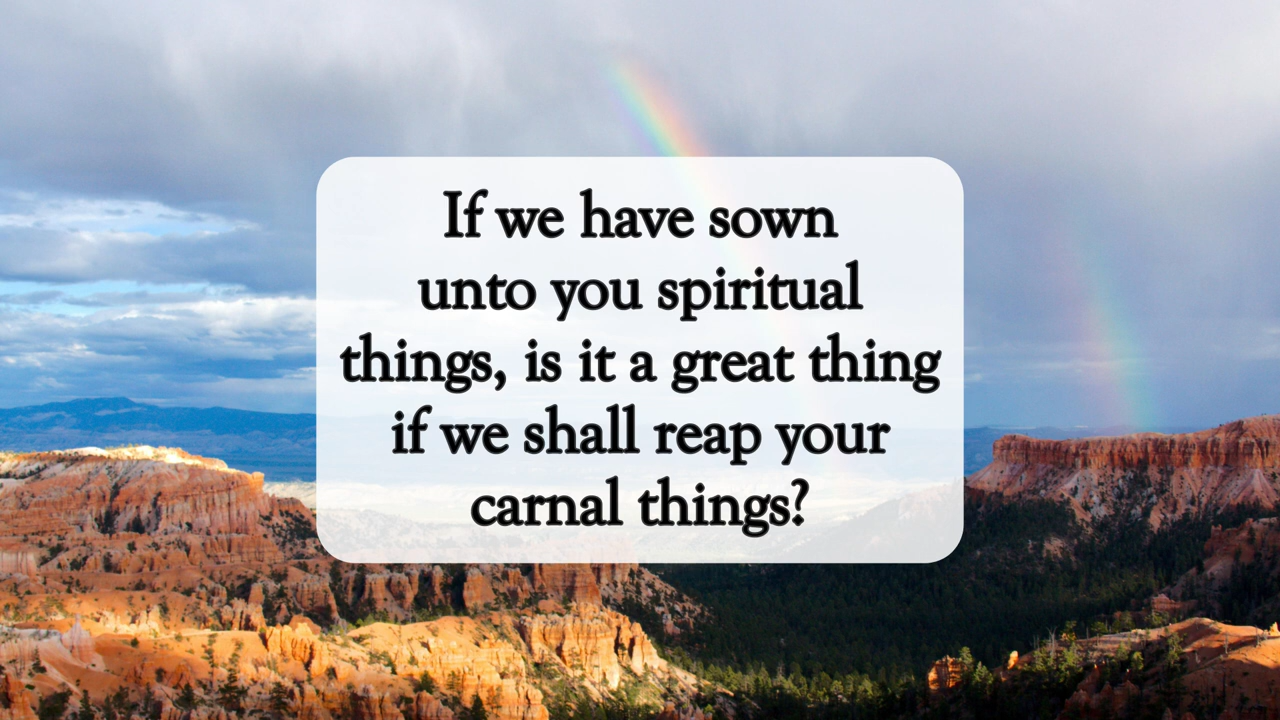 If we have sown
unto you spiritual
things, is it a great thing
if we shall reap your
carnal things?